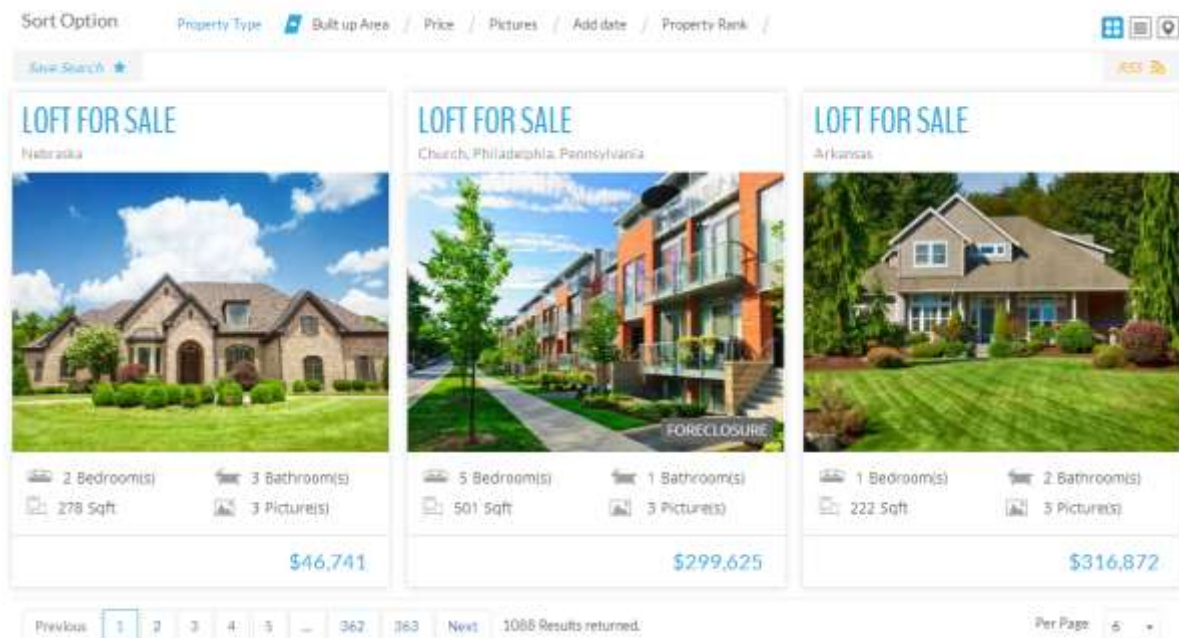 Sort Option Property Type Built up Area / Price / Pictures / Add date / Property Rank /
Save Search RSS
LOFT FOR SALE
Nebraska
2 Bedroom(s) 3 Bathroom(s)
278 Sqft 3 Picture(s)
$46,741
LOFT FOR SALE
Church, Philadelphia, Pennsylvania
FORECLOSURE
5 Bedroom(s) 1 Bathroom(s)
501 Sqft 3 Picture(s)
$299,625
LOFT FOR SALE
Arkansas
1 Bedroom(s) 2 Bathroom(s)
222 Sqft 3 Picture(s)
$316,872
Previous 1 2 3 4 5 ... 362 363 Next 1088 Results returned. Per Page 6